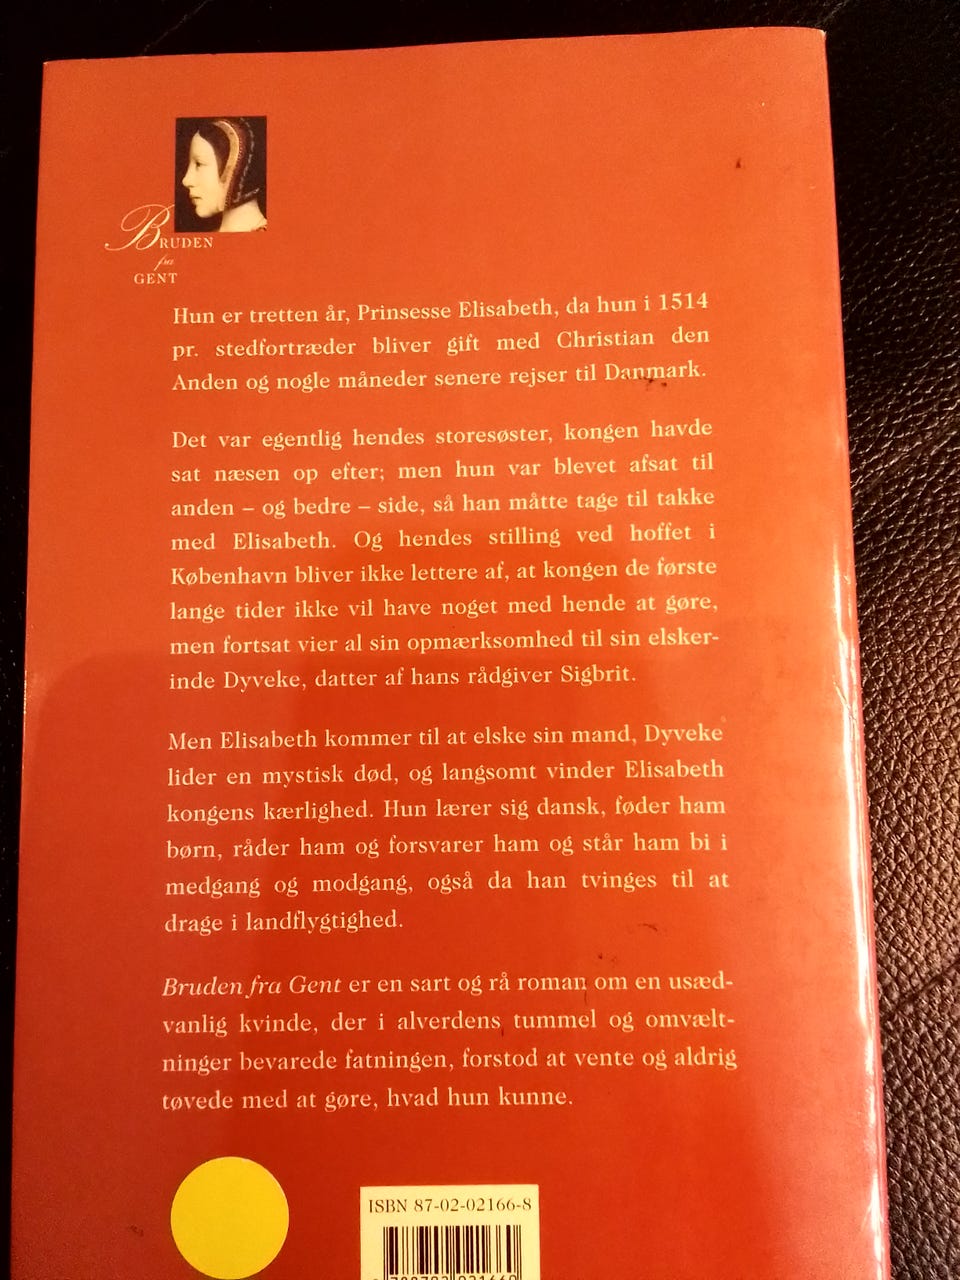 BRUDEN
fra
GENT
Hun er tretten år, Prinsesse Elisabeth, da hun i 1514
pr. stedfortræder bliver gift med Christian den
Anden og nogle måneder senere rejser til Danmark.
Det var egentlig hendes storesøster, kongen havde
sat næsen op efter; men hun var blevet afsat til
anden – og bedre – side, så han måtte tage til takke
med Elisabeth. Og hendes stilling ved hoffet i
København bliver ikke lettere af, at kongen de første
lange tider ikke vil have noget med hende at gøre,
men fortsat vier al sin opmærksomhed til sin elsker-
inde Dyveke, datter af hans rådgiver Sigbrit.
Men Elisabeth kommer til at elske sin mand, Dyveke
lider en mystisk død, og langsomt vinder Elisabeth
kongens kærlighed. Hun lærer sig dansk, føder ham
børn, råder ham og forsvarer ham og står ham bi i
medgang og modgang, også da han tvinges til at
drage i landflygtighed.
Bruden fra Gent er en sart og rå roman om en usæd-
vanlig kvinde, der i alverdens tummel og omvælt-
ninger bevarede fatningen, forstod at vente og aldrig
tøvede med at gøre, hvad hun kunne.
ISBN 87-02-02166-8